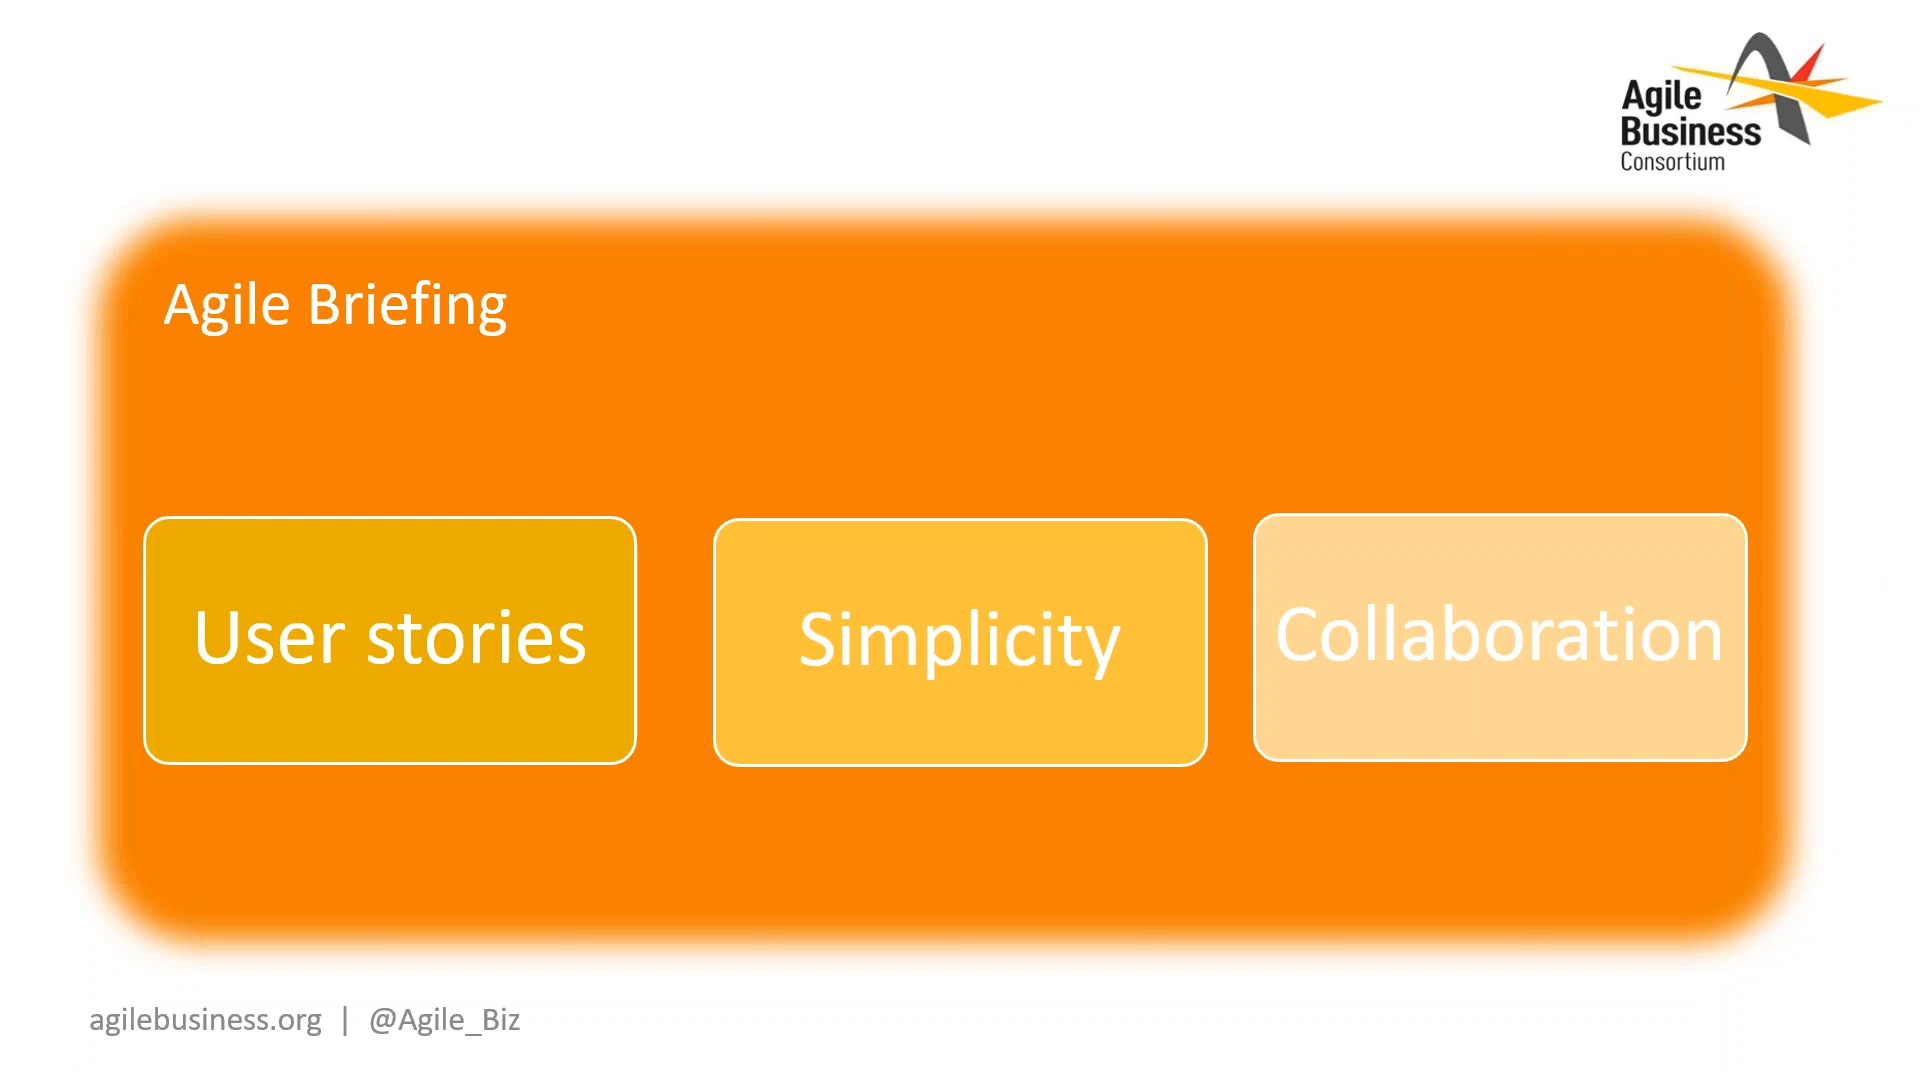 Agile
Business
Consortium
Agile Briefing
User stories
Simplicity
Collaboration
agilebusiness.org | @Agile_Biz